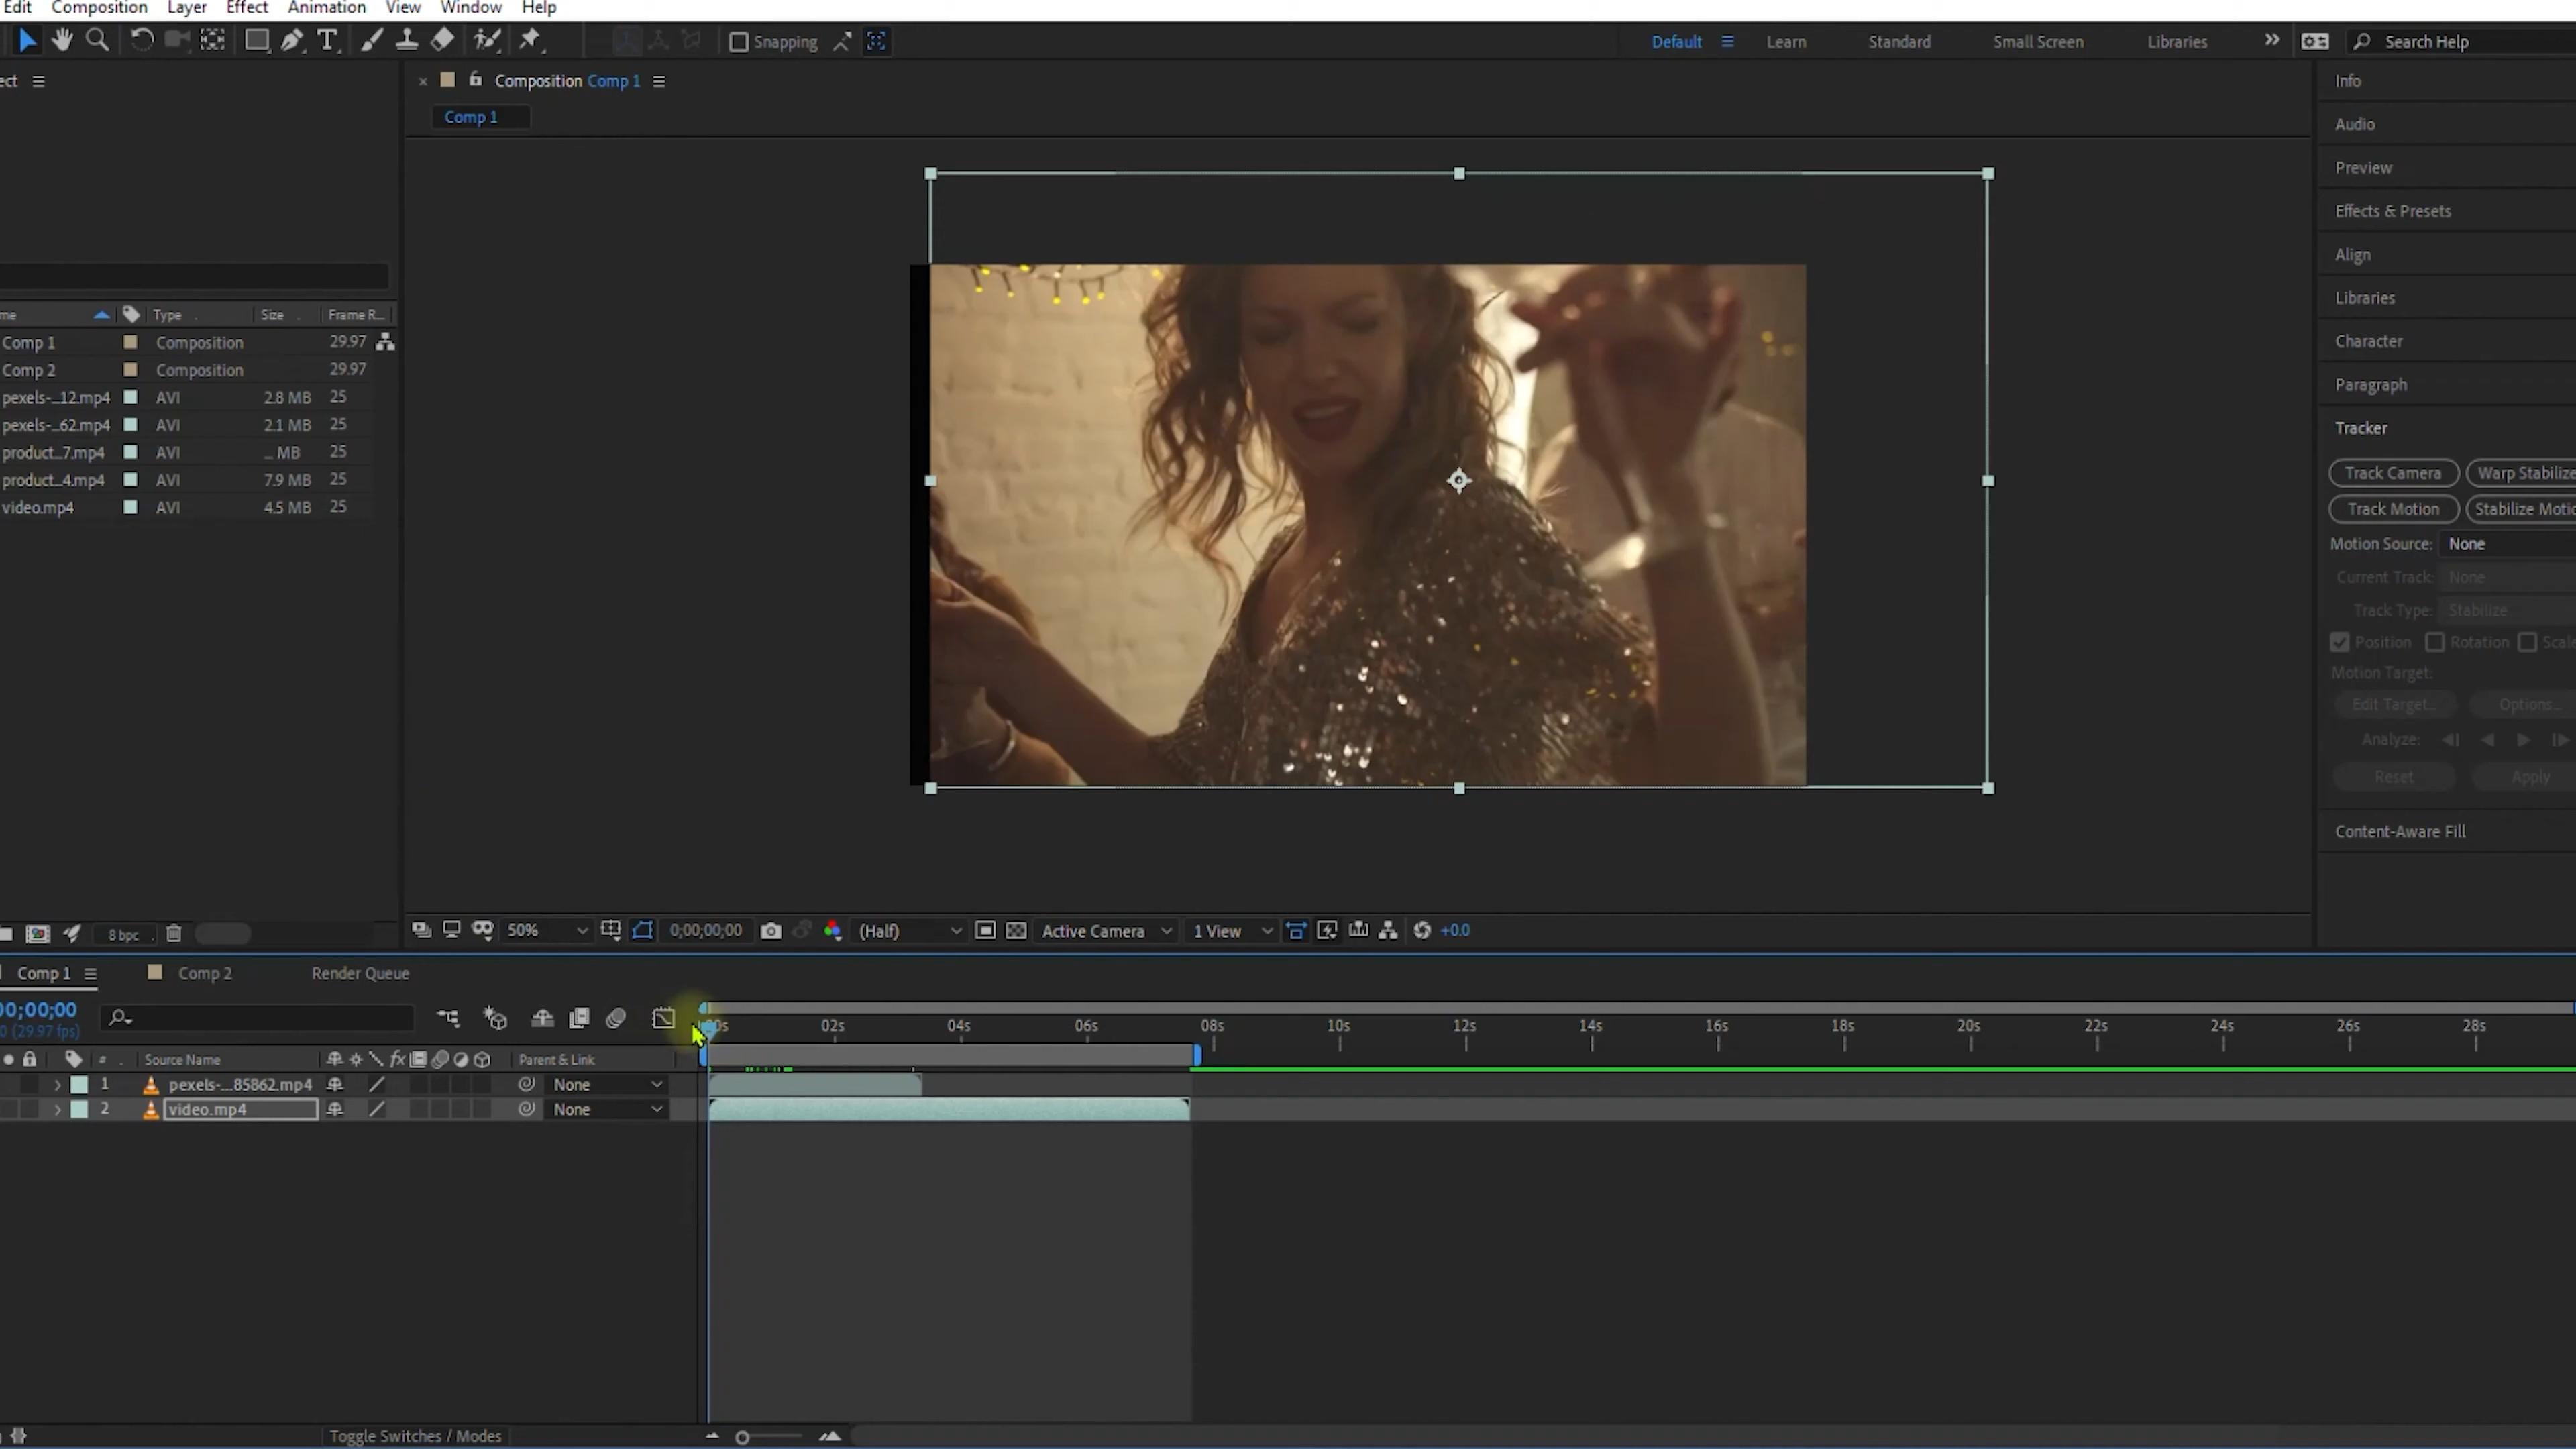 Edit Composition Layer Effect Animation View Window Help
Snapping Default Learn Standard Small Screen Libraries Search Help
ect
Composition Comp 1
Comp 1
me Type Size Frame R...
Comp 1 Composition 29.97
Comp 2 Composition 29.97
pexels-...12.mp4 AVI 2.8 MB 25
pexels-...62.mp4 AVI 2.1 MB 25
product...7.mp4 AVI ... MB 25
product...4.mp4 AVI 7.9 MB 25
video.mp4 AVI 4.5 MB 25
Info
Audio
Preview
Effects & Presets
Align
Libraries
Character
Paragraph
Tracker
Track Camera Warp Stabilize
Track Motion Stabilize Motio
Motion Source: None
Current Track: None
Track Type: Stabilize
Position Rotation Scale
Motion Target:
Edit Target... Options...
Analyze:
Reset Apply
Content-Aware Fill
8 bpc
50% 0;00;00;00 (Half) Active Camera 1 View +0.0
Comp 1 Comp 2 Render Queue
00;00;00
0 (29.97 fps)
00s 02s 04s 06s 08s 10s 12s 14s 16s 18s 20s 22s 24s 26s 28s
# Source Name fx Parent & Link
1 pexels-...85862.mp4 None
2 video.mp4 None
Toggle Switches / Modes